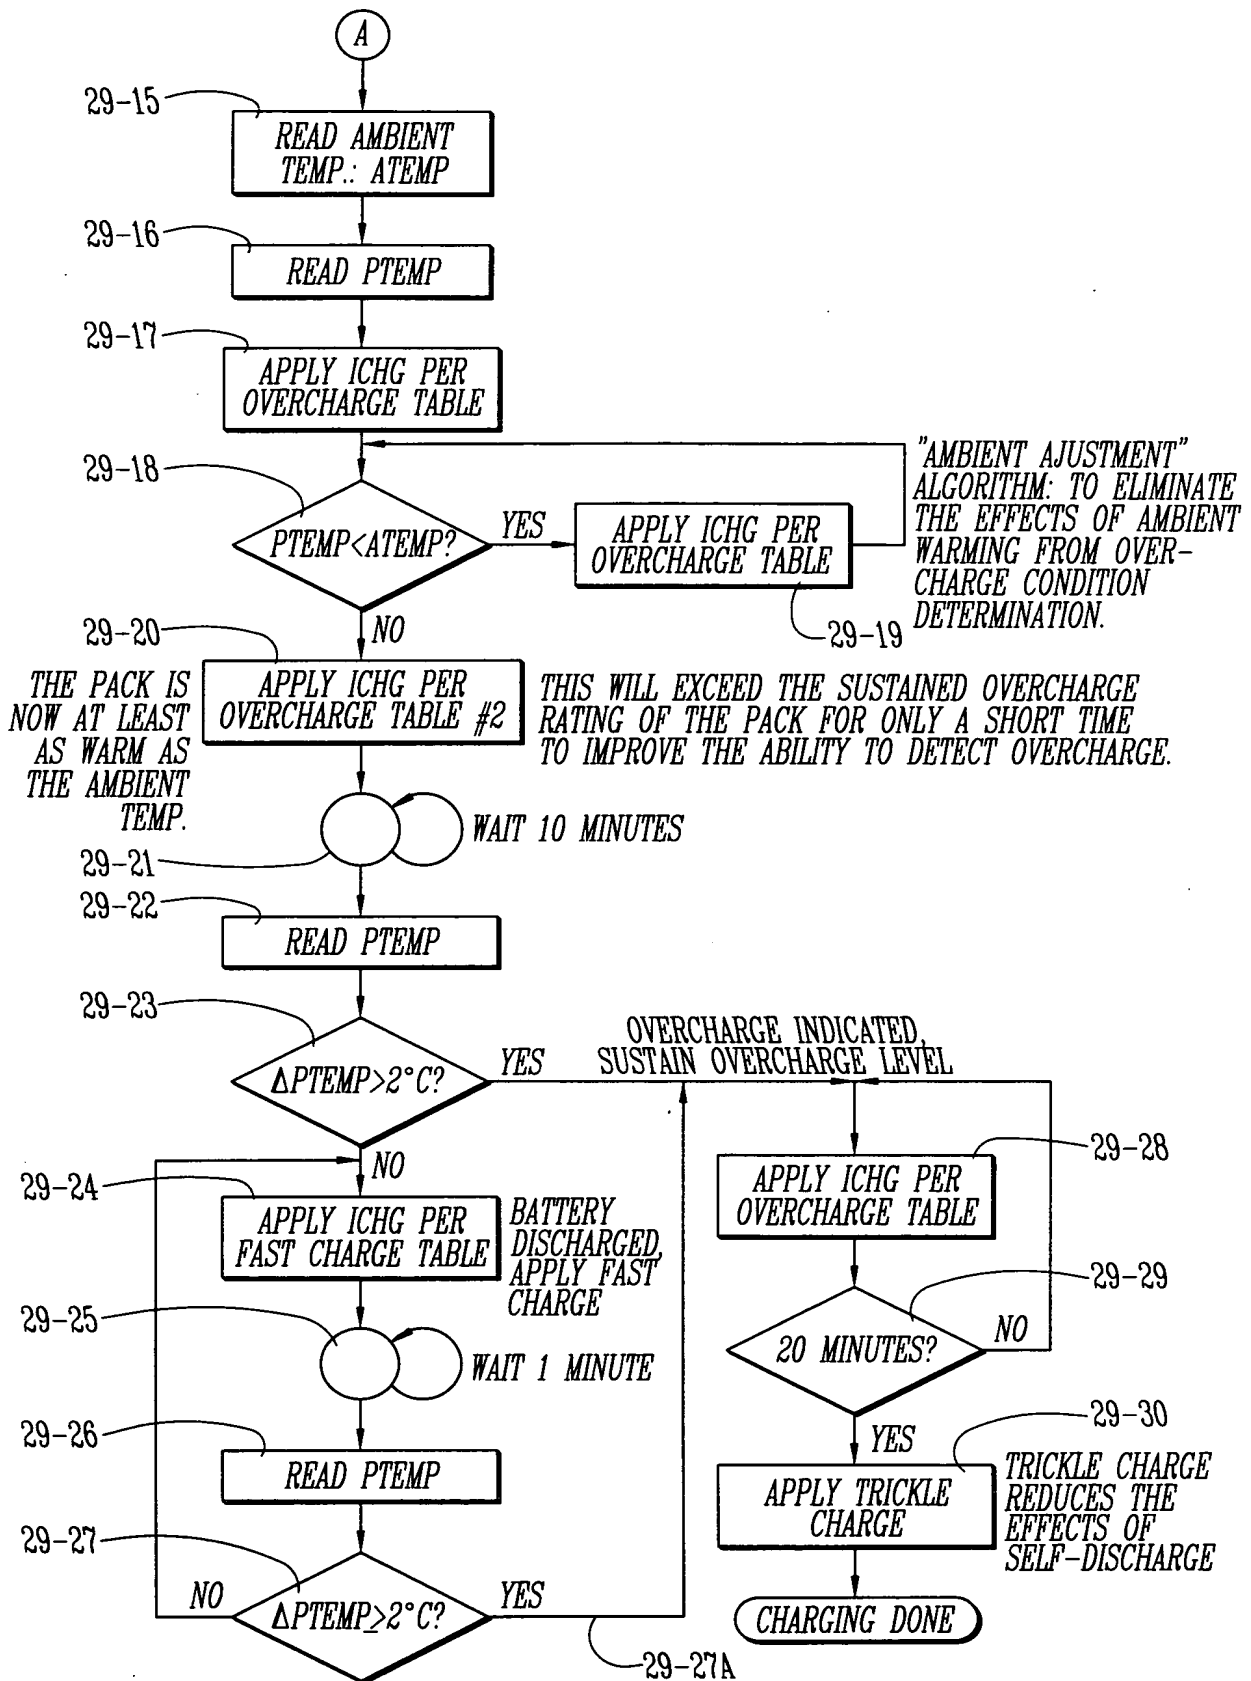 A
29-15
READ AMBIENT
TEMP.: ATEMP
29-16
READ PTEMP
29-17
APPLY ICHG PER
OVERCHARGE TABLE
29-18
PTEMP<ATEMP?
YES
APPLY ICHG PER
OVERCHARGE TABLE
29-19
"AMBIENT AJUSTMENT"
ALGORITHM: TO ELIMINATE
THE EFFECTS OF AMBIENT
WARMING FROM OVER-
CHARGE CONDITION
DETERMINATION.
NO
29-20
THE PACK IS
NOW AT LEAST
AS WARM AS
THE AMBIENT
TEMP.
APPLY ICHG PER
OVERCHARGE TABLE #2
THIS WILL EXCEED THE SUSTAINED OVERCHARGE
RATING OF THE PACK FOR ONLY A SHORT TIME
TO IMPROVE THE ABILITY TO DETECT OVERCHARGE.
WAIT 10 MINUTES
29-21
29-22
READ PTEMP
29-23
ΔPTEMP>2°C?
YES
OVERCHARGE INDICATED,
SUSTAIN OVERCHARGE LEVEL
NO
29-24
APPLY ICHG PER
FAST CHARGE TABLE
BATTERY
DISCHARGED,
APPLY FAST
CHARGE
29-25
WAIT 1 MINUTE
29-26
READ PTEMP
29-27
NO
ΔPTEMP≥2°C?
YES
29-27A
29-28
APPLY ICHG PER
OVERCHARGE TABLE
29-29
20 MINUTES?
NO
YES
29-30
APPLY TRICKLE
CHARGE
TRICKLE CHARGE
REDUCES THE
EFFECTS OF
SELF-DISCHARGE
CHARGING DONE